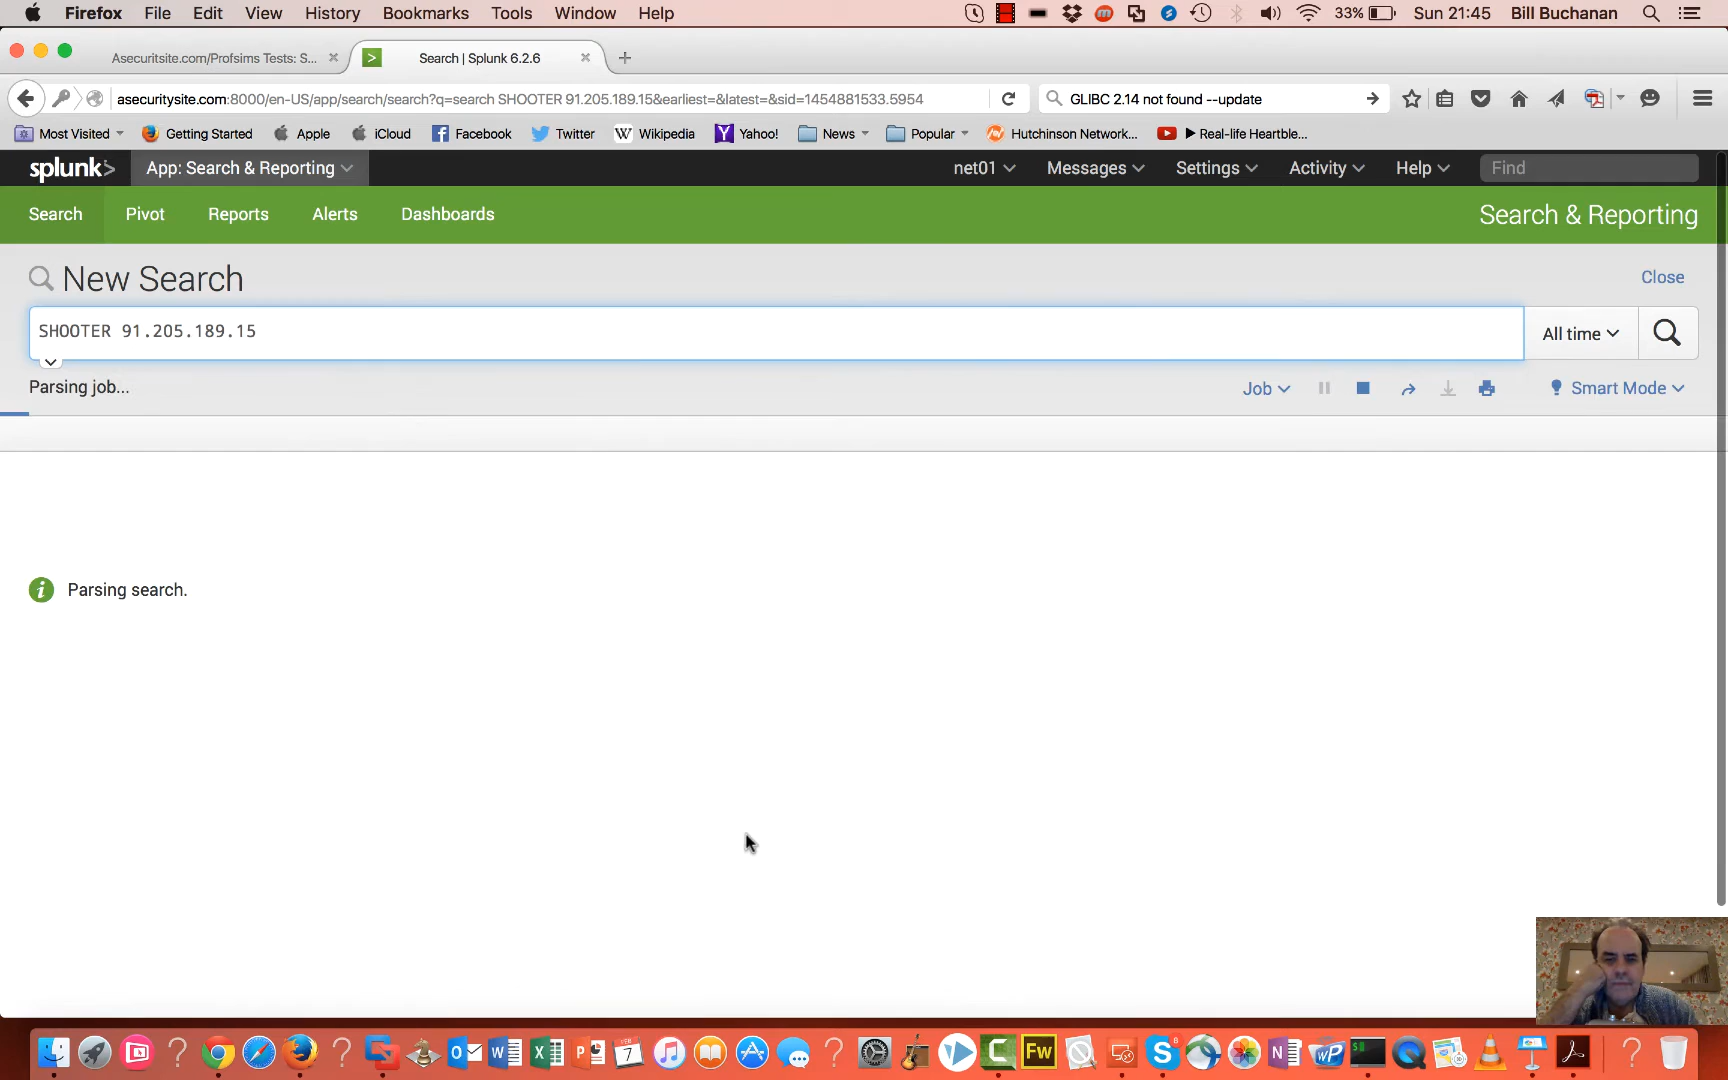 Firefox File Edit View History Bookmarks Tools Window Help 33% Sun 21:45 Bill Buchanan
Asecuritsite.com/Profsims Tests: S... Search | Splunk 6.2.6
asecuritysite.com:8000/en-US/app/search/search?q=search SHOOTER 91.205.189.15&earliest=&latest=&sid=1454881533.5954 GLIBC 2.14 not found --update
Most Visited Getting Started Apple iCloud Facebook Twitter Wikipedia Yahoo! News Popular Hutchinson Network... ▶ Real-life Heartble...
splunk> App: Search & Reporting net01 Messages Settings Activity Help Find
Search Pivot Reports Alerts Dashboards Search & Reporting
New Search Close
SHOOTER 91.205.189.15 All time
Parsing job... Job Smart Mode
Parsing search.
Fw
7